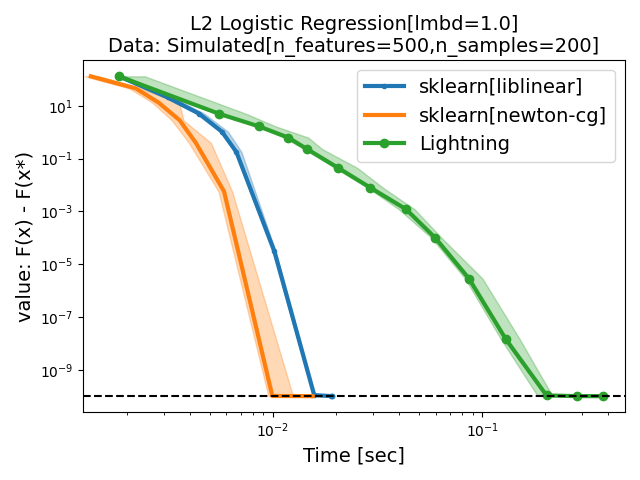 L2 Logistic Regression[lmbd=1.0]
Data: Simulated[n_features=500,n_samples=200]
sklearn[liblinear]
sklearn[newton-cg]
Lightning
value: F(x) - F(x*)
10¹
10⁻¹
10⁻³
10⁻⁵
10⁻⁷
10⁻⁹
10⁻²
10⁻¹
Time [sec]